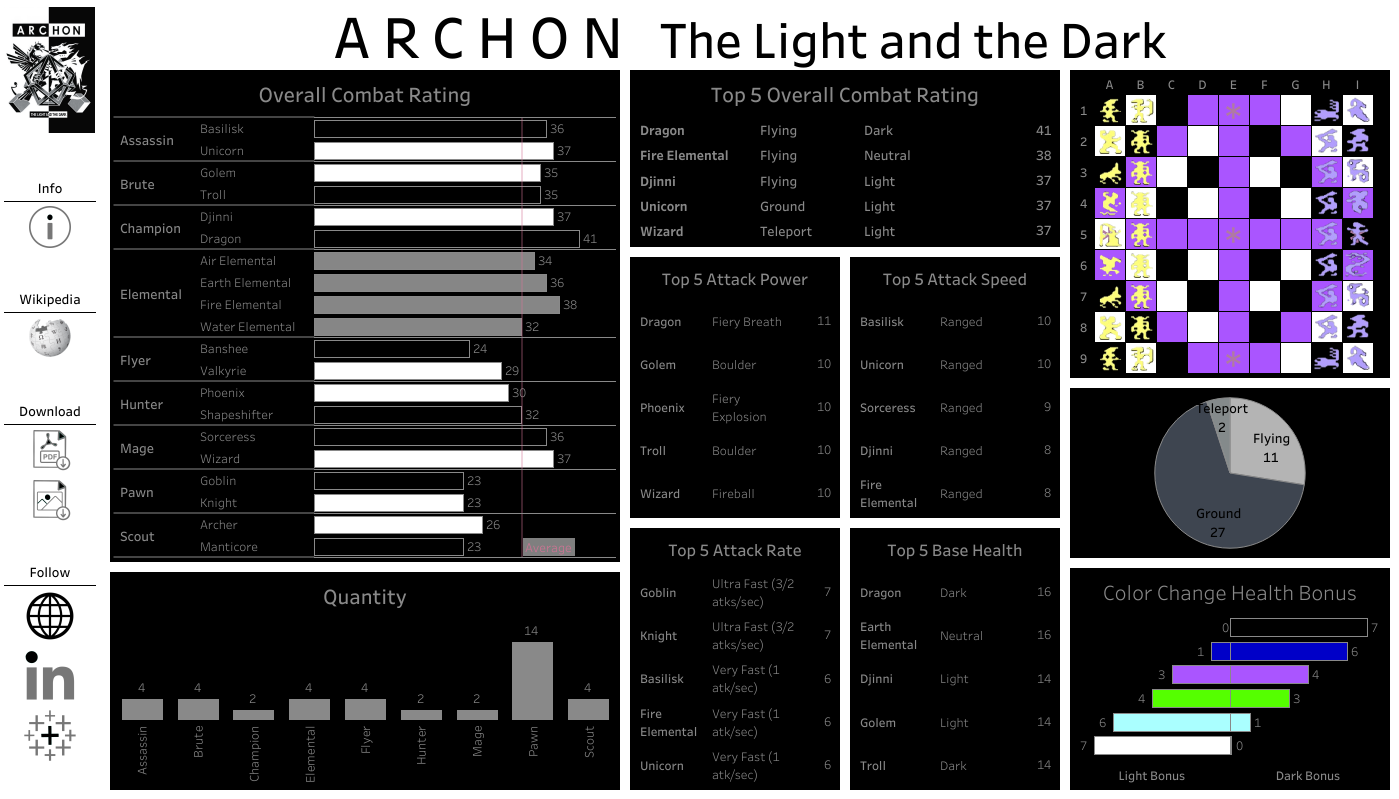 ARCHON
ARCHON The Light and the Dark
Info
Wikipedia
Download
PDF
Follow
in
Overall Combat Rating
Assassin
Basilisk 36
Unicorn 37
Brute
Golem 35
Troll 35
Champion
Djinni 37
Dragon 41
Elemental
Air Elemental 34
Earth Elemental 36
Fire Elemental 38
Water Elemental 32
Flyer
Banshee 24
Valkyrie 29
Hunter
Phoenix 30
Shapeshifter 32
Mage
Sorceress 36
Wizard 37
Pawn
Goblin 23
Knight 23
Scout
Archer 26
Manticore 23
Average
Quantity
4 4 2 4 4 2 2 14 4
Assassin Brute Champion Elemental Flyer Hunter Mage Pawn Scout
Top 5 Overall Combat Rating
Dragon Flying Dark 41
Fire Elemental Flying Neutral 38
Djinni Flying Light 37
Unicorn Ground Light 37
Wizard Teleport Light 37
Top 5 Attack Power
Dragon Fiery Breath 11
Golem Boulder 10
Phoenix Fiery
Explosion 10
Troll Boulder 10
Wizard Fireball 10
Top 5 Attack Speed
Basilisk Ranged 10
Unicorn Ranged 10
Sorceress Ranged 9
Djinni Ranged 8
Fire
Elemental Ranged 8
Top 5 Attack Rate
Goblin Ultra Fast (3/2
atks/sec) 7
Knight Ultra Fast (3/2
atks/sec) 7
Basilisk Very Fast (1
atk/sec) 6
Fire
Elemental Very Fast (1
atk/sec) 6
Unicorn Very Fast (1
atk/sec) 6
Top 5 Base Health
Dragon Dark 16
Earth
Elemental Neutral 16
Djinni Light 14
Golem Light 14
Troll Dark 14
A B C D E F G H I
1
2
3
4
5
6
7
8
9
Teleport
2
Flying
11
Ground
27
Color Change Health Bonus
0 7
1 6
3 4
4 3
6 1
7 0
Light Bonus Dark Bonus